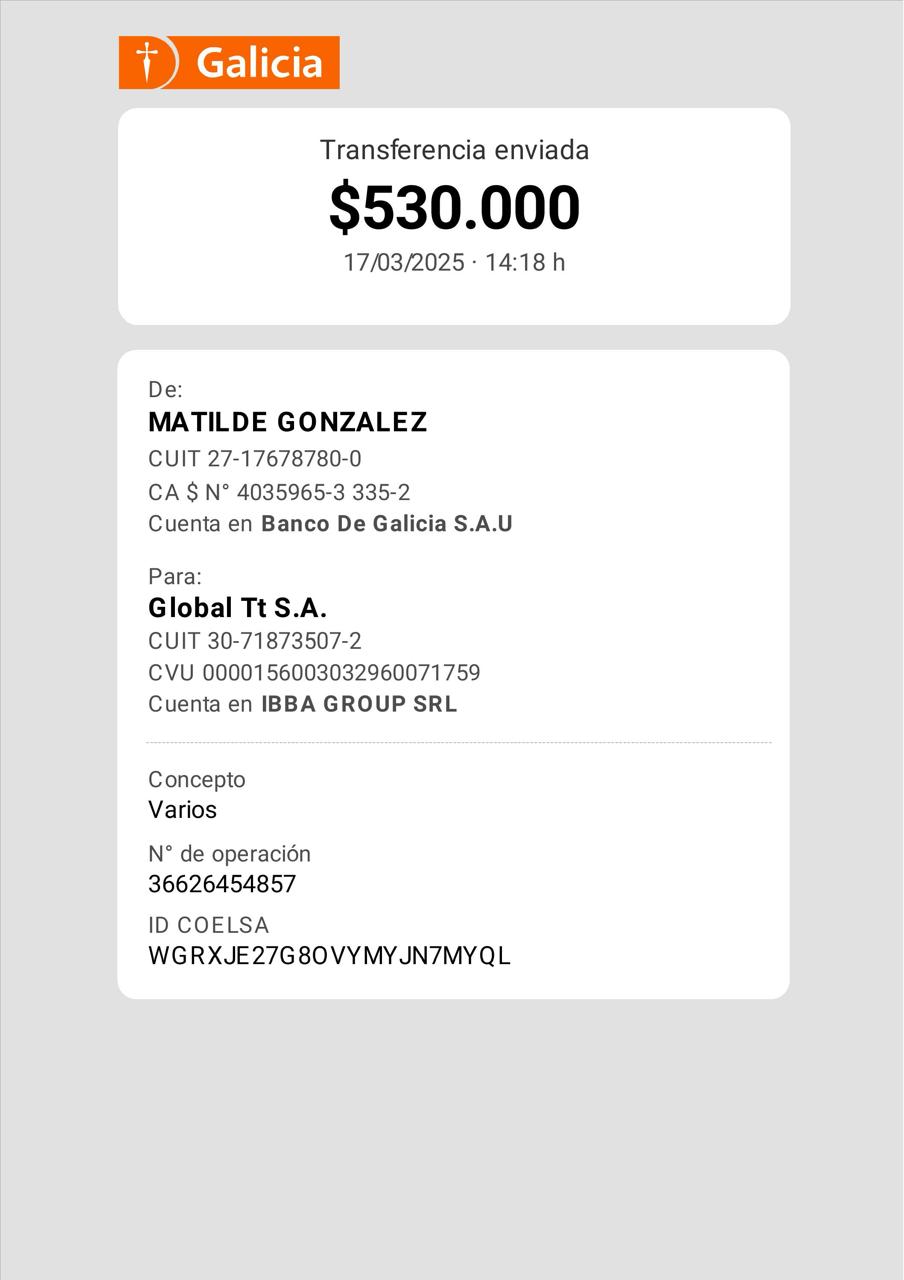 Galicia
Transferencia enviada
$530.000
17/03/2025 · 14:18 h
De:
MATILDE GONZALEZ
CUIT 27-17678780-0
CA $ N° 4035965-3 335-2
Cuenta en Banco De Galicia S.A.U
Para:
Global Tt S.A.
CUIT 30-71873507-2
CVU 0000156003032960071759
Cuenta en IBBA GROUP SRL
Concepto
Varios
N° de operación
36626454857
ID COELSA
WGRXJE27G8OVYMYJN7MYQL